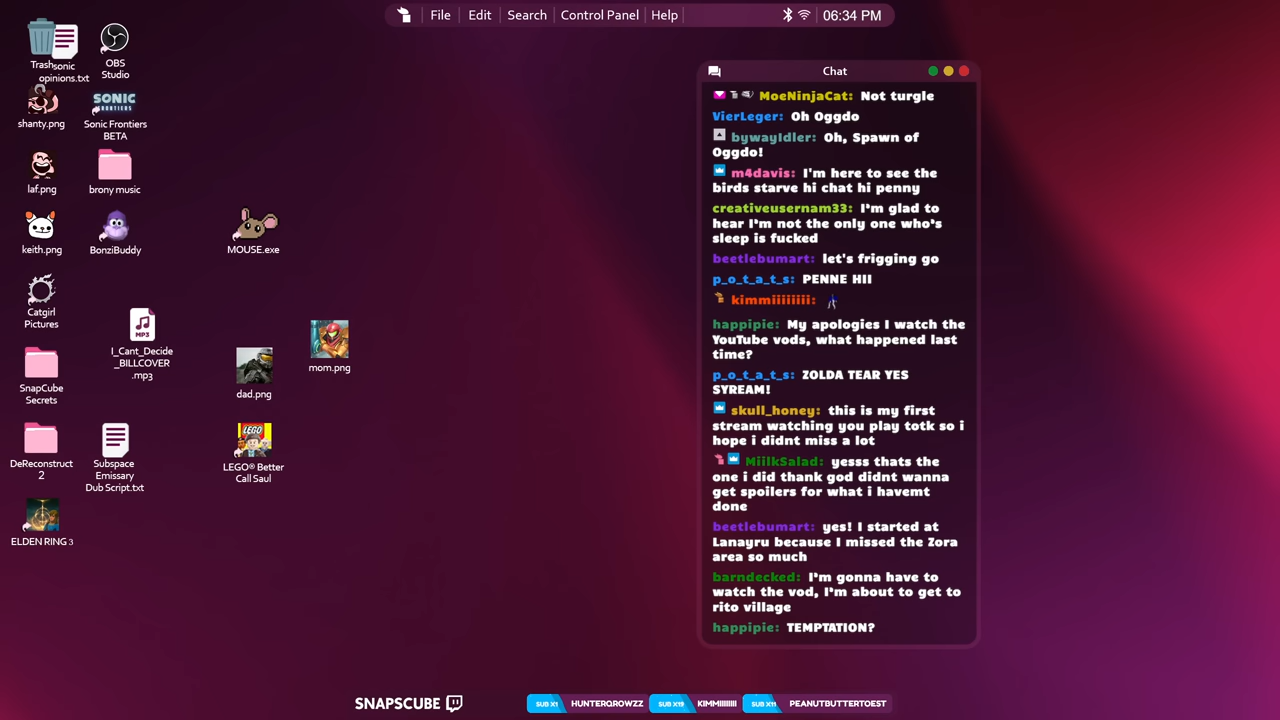 File Edit Search Control Panel Help 06:34 PM
Trash
sonic
opinions.txt
OBS
Studio
shanty.png
SONIC
FRONTIERS
Sonic Frontiers
BETA
laf.png
brony music
keith.png
BonziBuddy
MOUSE.exe
Catgirl
Pictures
MP3
I_Cant_Decide
_BILLCOVER
.mp3
mom.png
dad.png
SnapCube
Secrets
DeReconstruct
2
Subspace
Emissary
Dub Script.txt
LEGO
LEGO® Better
Call Saul
ELDEN RING 3
Chat
MoeNinjaCat: Not turgle
VierLeger: Oh Oggdo
bywayIdler: Oh, Spawn of
Oggdo!
m4davis: I'm here to see the
birds starve hi chat hi penny
creativeusernam33: I'm glad to
hear I'm not the only one who's
sleep is fucked
beetlebumart: let's frigging go
p_o_t_a_t_s: PENNE HII
kimmiiiiiiiii:
happipie: My apologies I watch the
YouTube vods, what happened last
time?
p_o_t_a_t_s: ZOLDA TEAR YES
SYREAM!
skull_honey: this is my first
stream watching you play totk so i
hope i didnt miss a lot
MiilkSalad: yesss thats the
one i did thank god didnt wanna
get spoilers for what i havemt
done
beetlebumart: yes! I started at
Lanayru because I missed the Zora
area so much
barndecked: I'm gonna have to
watch the vod, I'm about to get to
rito village
happipie: TEMPTATION?
SNAPSCUBE
SUB X1 HUNTERQROWZZ
SUB X19 KIMMIIIIIIIII
SUB X11 PEANUTBUTTERTOEST